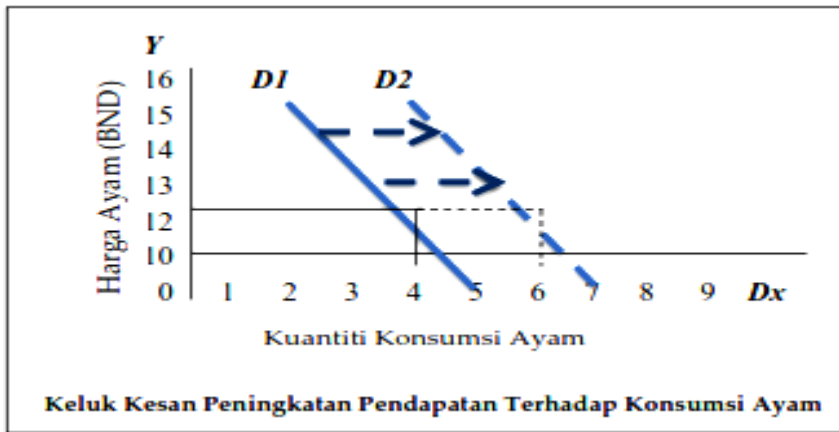 Y
16
D1 D2
15
14
13
12
10
0 1 2 3 4 5 6 7 8 9 Dx
Harga Ayam (BND)
Kuantiti Konsumsi Ayam
Keluk Kesan Peningkatan Pendapatan Terhadap Konsumsi Ayam